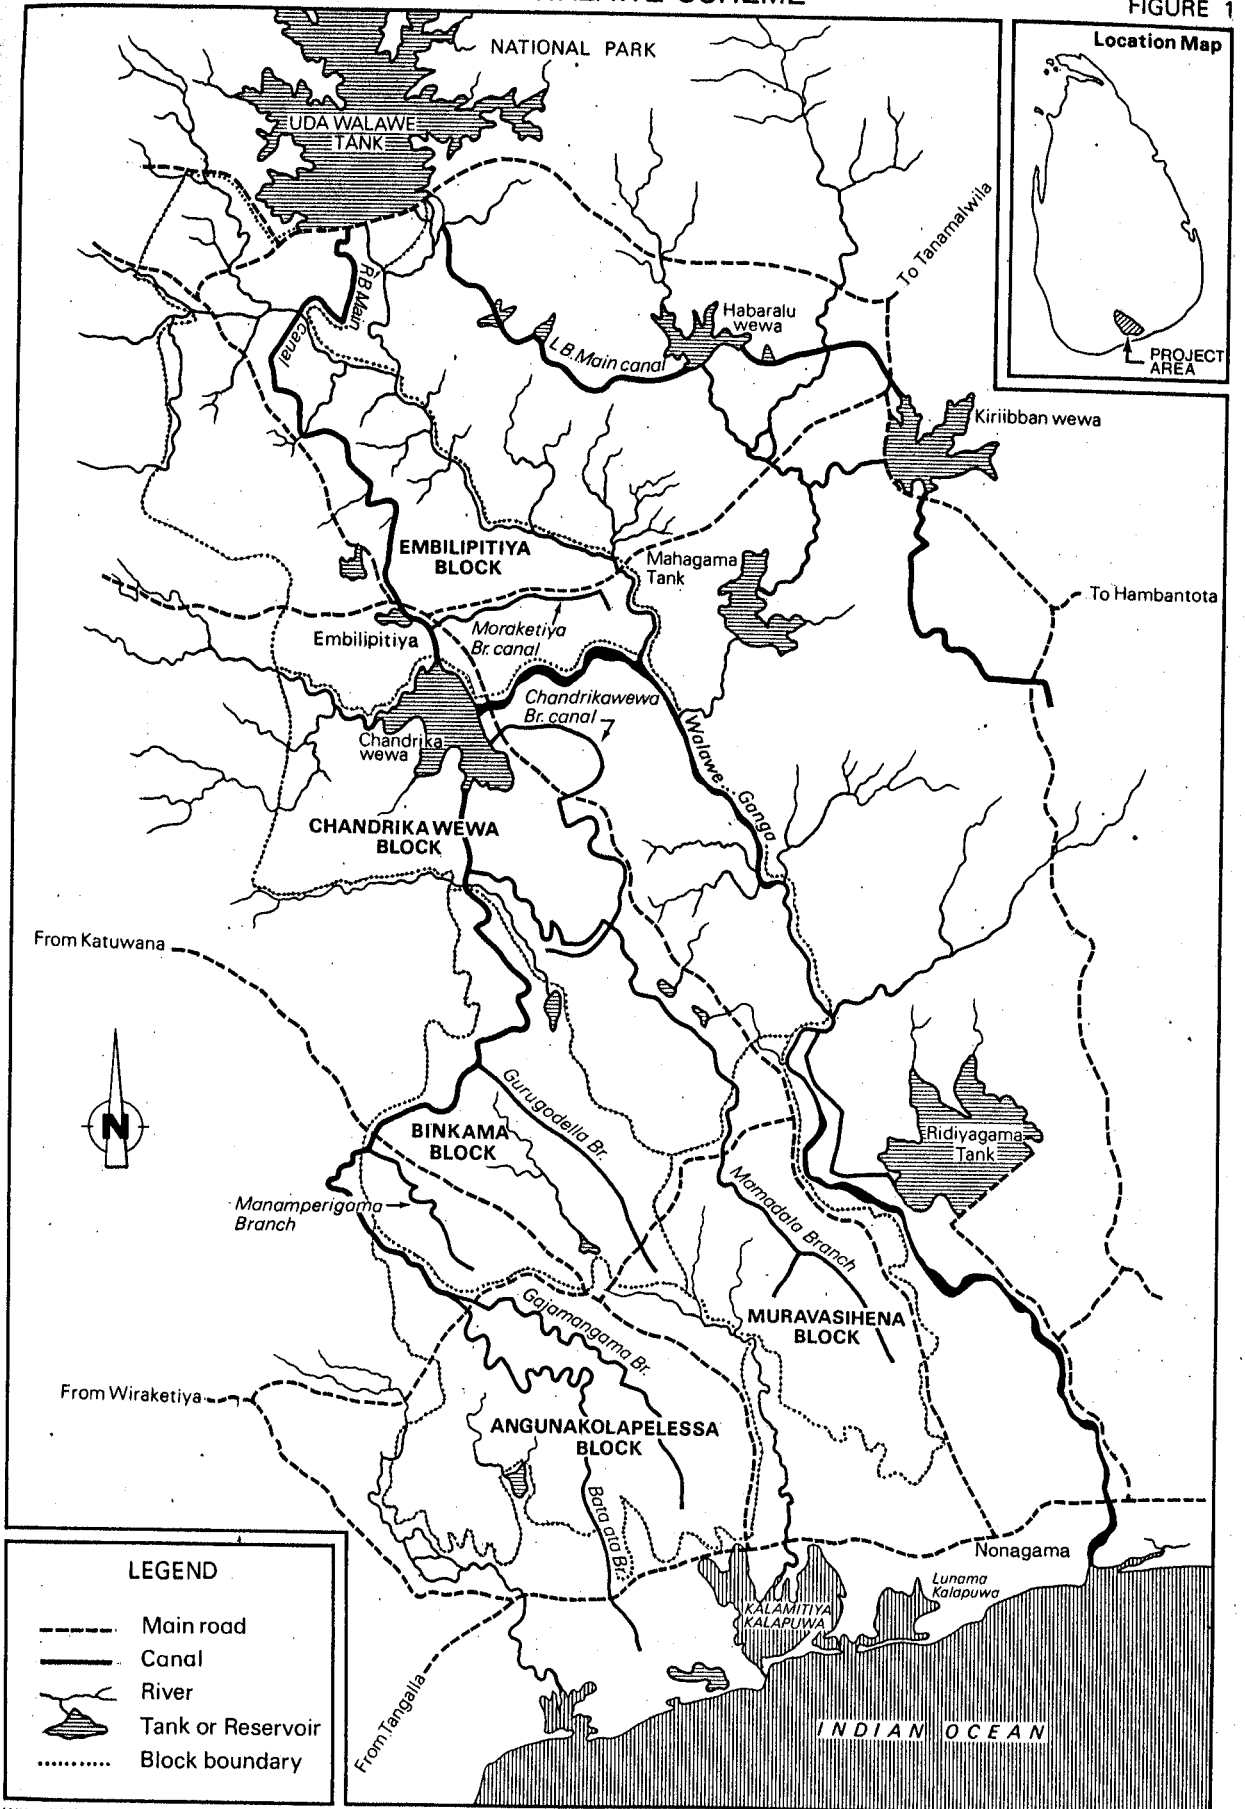 FIGURE 1
Location Map
PROJECT
AREA
NATIONAL PARK
UDA WALAWE
TANK
To Tanamalwila
R.B. Main
Canal
Habaralu
wewa
L.B. Main canal
Kiriibban wewa
EMBILIPITIYA
BLOCK
Mahagama
Tank
To Hambantota
Embilipitiya
Moraketiya
Br. canal
Chandrikawewa
Br. canal
Chandrika
wewa
Walawe Ganga
CHANDRIKA WEWA
BLOCK
From Katuwana
N
Gurugodella Br.
BINKAMA
BLOCK
Ridiyagama
Tank
Manamperigama
Branch
Mamadala Branch
Gajamangama Br.
MURAVASIHENA
BLOCK
From Wiraketiya
ANGUNAKOLAPELESSA
BLOCK
Bata ata Br.
Nonagama
Lunama
Kalapuwa
KALAMITIYA
KALAPUWA
From Tangalla
INDIAN OCEAN
LEGEND
Main road
Canal
River
Tank or Reservoir
Block boundary